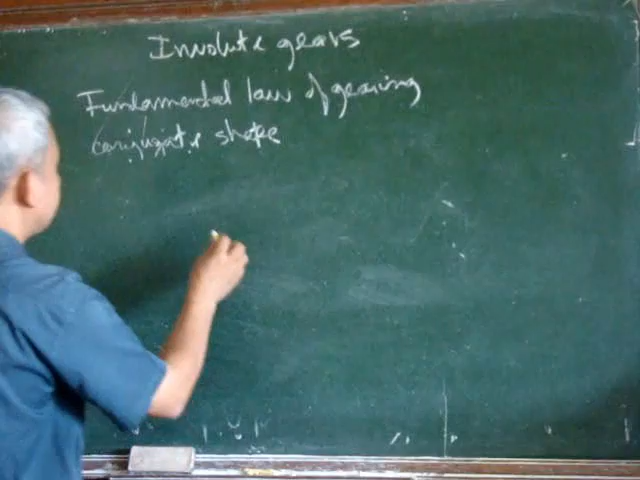 Involute gears
Fundamental law of gearing
Conjugate shape